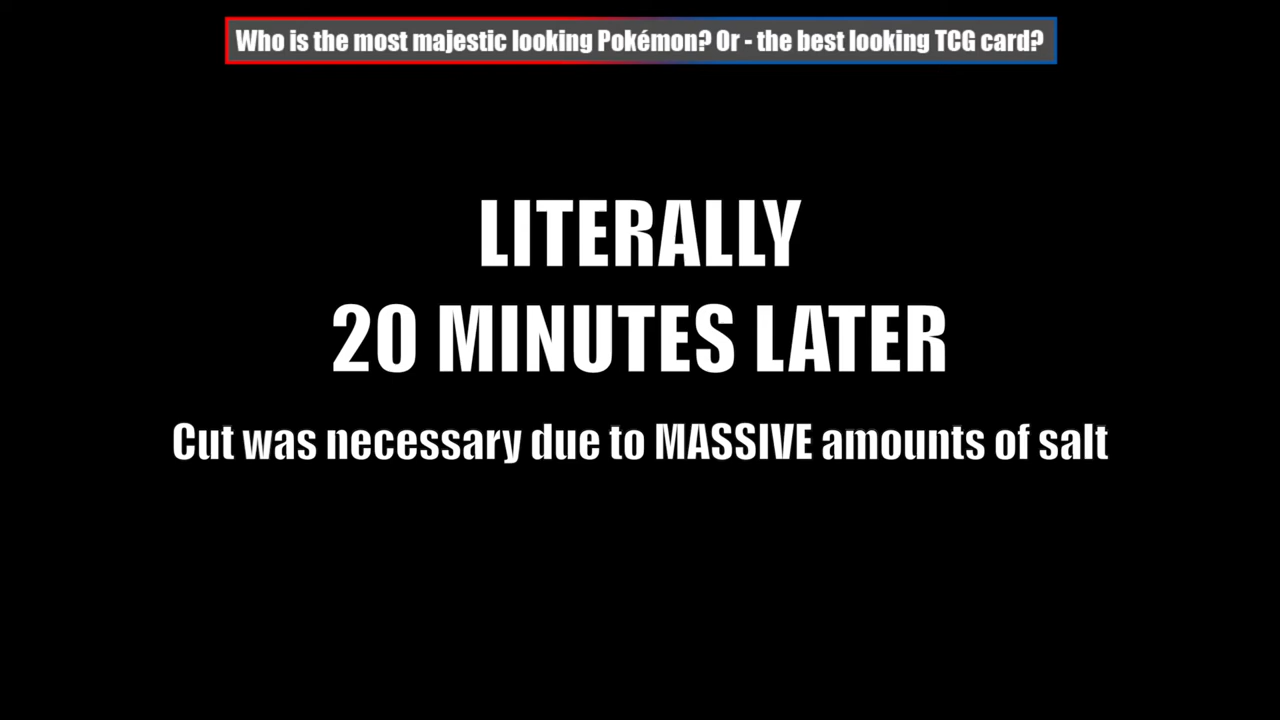 Who is the most majestic looking Pokémon? Or - the best looking TCG card?
LITERALLY
20 MINUTES LATER
Cut was necessary due to MASSIVE amounts of salt